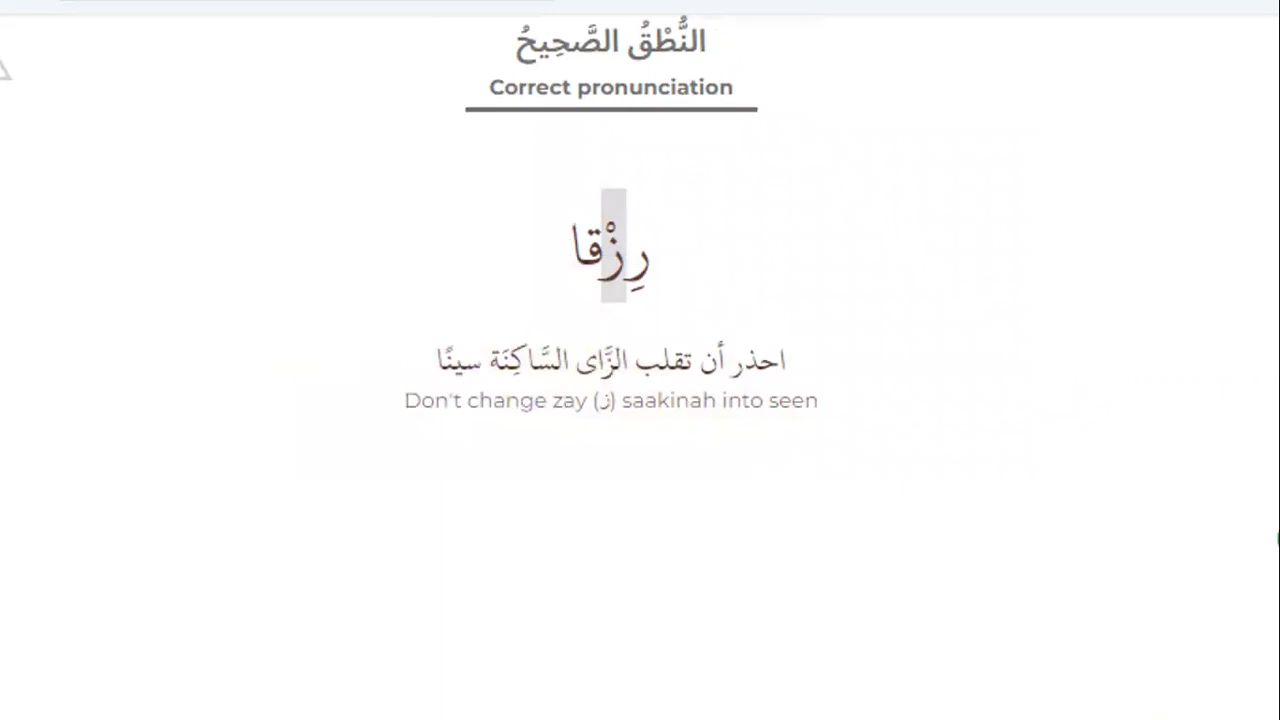 النُّطْقُ الصَّحِيحُ
Correct pronunciation
رِزْقا
احذر أن تقلب الزَّاى السَّاكِنَة سينًا
Don't change zay (ز) saakinah into seen